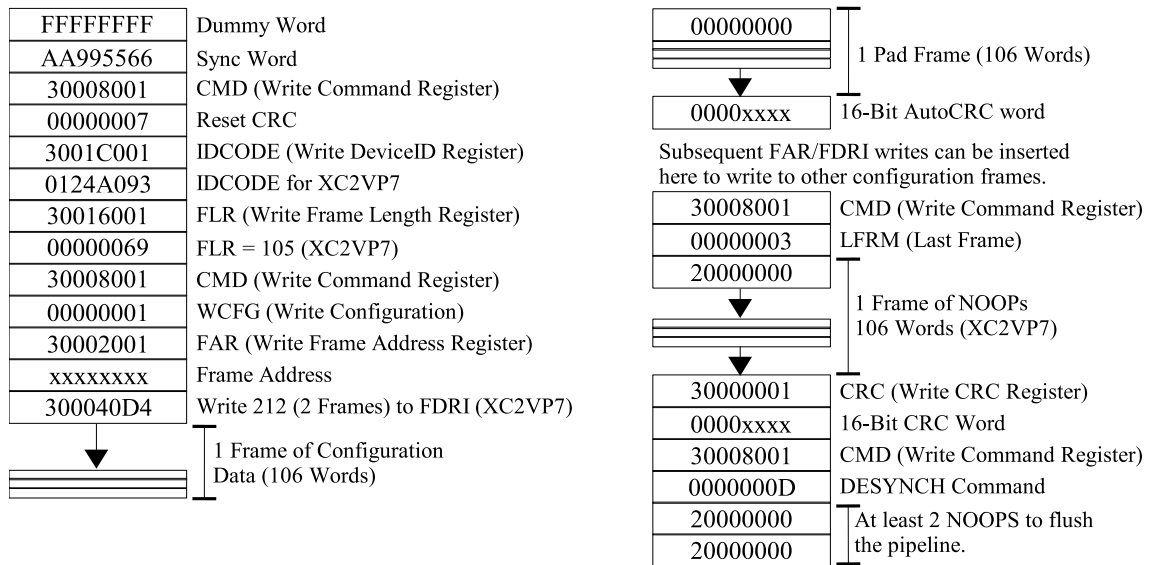 FFFFFFFF Dummy Word
AA995566 Sync Word
30008001 CMD (Write Command Register)
00000007 Reset CRC
3001C001 IDCODE (Write DeviceID Register)
0124A093 IDCODE for XC2VP7
30016001 FLR (Write Frame Length Register)
00000069 FLR = 105 (XC2VP7)
30008001 CMD (Write Command Register)
00000001 WCFG (Write Configuration)
30002001 FAR (Write Frame Address Register)
xxxxxxxx Frame Address
300040D4 Write 212 (2 Frames) to FDRI (XC2VP7)
1 Frame of Configuration
Data (106 Words)
00000000
1 Pad Frame (106 Words)
0000xxxx 16-Bit AutoCRC word
Subsequent FAR/FDRI writes can be inserted
here to write to other configuration frames.
30008001 CMD (Write Command Register)
00000003 LFRM (Last Frame)
20000000
1 Frame of NOOPs
106 Words (XC2VP7)
30000001 CRC (Write CRC Register)
0000xxxx 16-Bit CRC Word
30008001 CMD (Write Command Register)
0000000D DESYNCH Command
20000000 At least 2 NOOPS to flush
20000000 the pipeline.